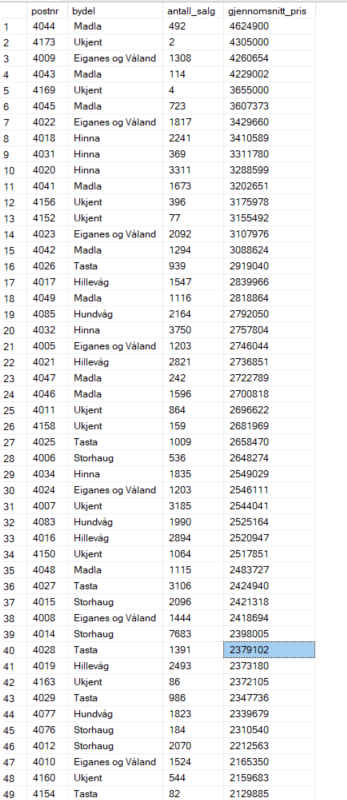 postnr bydel antall_salg gjennomsnitt_pris
1 4044 Madla 492 4624900
2 4173 Ukjent 2 4305000
3 4009 Eiganes og Våland 1308 4260654
4 4043 Madla 114 4229002
5 4169 Ukjent 4 3655000
6 4045 Madla 723 3607373
7 4022 Eiganes og Våland 1817 3429660
8 4018 Hinna 2241 3410589
9 4031 Hinna 369 3311780
10 4020 Hinna 3311 3288599
11 4041 Madla 1673 3202651
12 4156 Ukjent 396 3175978
13 4152 Ukjent 77 3155492
14 4023 Eiganes og Våland 2092 3107976
15 4042 Madla 1294 3088624
16 4026 Tasta 939 2919040
17 4017 Hillevåg 1547 2839966
18 4049 Madla 1116 2818864
19 4085 Hundvåg 2164 2792050
20 4032 Hinna 3750 2757804
21 4005 Eiganes og Våland 1203 2746044
22 4021 Hillevåg 2821 2736851
23 4047 Madla 242 2722789
24 4046 Madla 1596 2700818
25 4011 Ukjent 864 2696622
26 4158 Ukjent 159 2681969
27 4025 Tasta 1009 2658470
28 4006 Storhaug 536 2648274
29 4034 Hinna 1835 2549029
30 4024 Eiganes og Våland 1203 2546111
31 4007 Ukjent 3185 2544041
32 4083 Hundvåg 1990 2525164
33 4016 Hillevåg 2894 2520947
34 4150 Ukjent 1064 2517851
35 4048 Madla 1115 2483727
36 4027 Tasta 3106 2424940
37 4015 Storhaug 2096 2421318
38 4008 Eiganes og Våland 1444 2418694
39 4014 Storhaug 7683 2398005
40 4028 Tasta 1391 2379102
41 4019 Hillevåg 2493 2373180
42 4163 Ukjent 86 2372105
43 4029 Tasta 986 2347736
44 4077 Hundvåg 1823 2339679
45 4076 Storhaug 184 2310540
46 4012 Storhaug 2070 2212563
47 4010 Eiganes og Våland 1524 2165350
48 4160 Ukjent 544 2159683
49 4154 Tasta 82 2129885